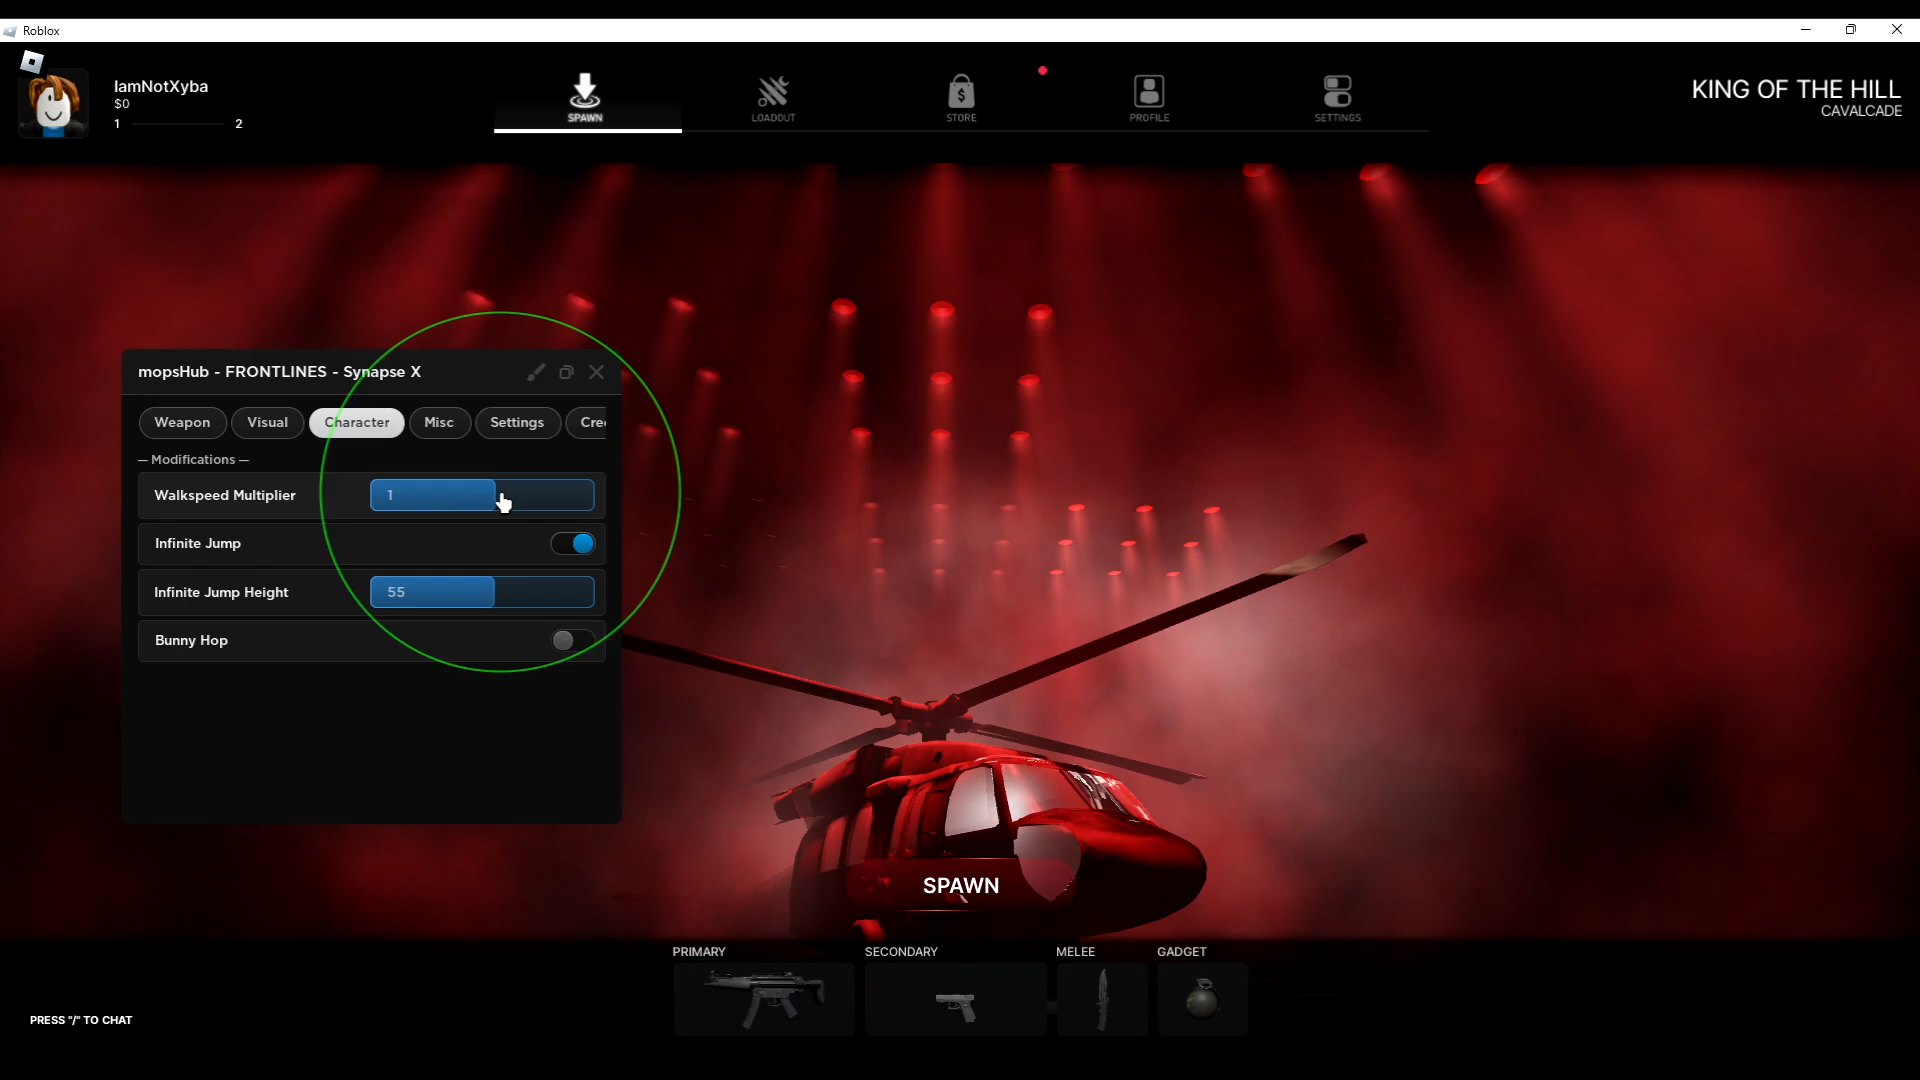 Roblox
IamNotXyba
$0
1 2
SPAWN
LOADOUT
STORE
PROFILE
SETTINGS
KING OF THE HILL
CAVALCADE
mopsHub - FRONTLINES - Synapse X
Weapon Visual Character Misc Settings Cre
— Modifications —
Walkspeed Multiplier 1
Infinite Jump
Infinite Jump Height 55
Bunny Hop
SPAWN
PRIMARY SECONDARY MELEE GADGET
PRESS "/" TO CHAT